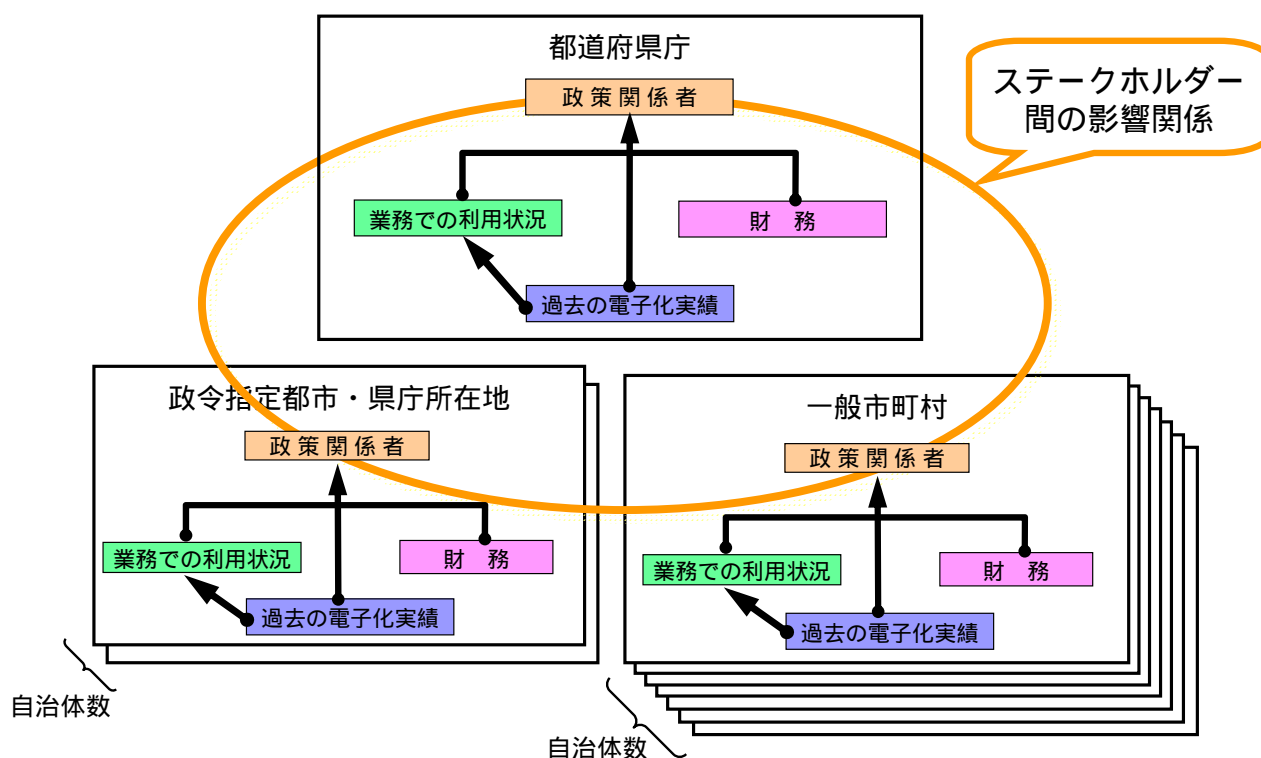 都道府県庁
政策関係者
ステークホルダー
間の影響関係
業務での利用状況
財 務
過去の電子化実績
政令指定都市・県庁所在地
政策関係者
業務での利用状況
財 務
過去の電子化実績
自治体数
一般市町村
政策関係者
業務での利用状況
財 務
過去の電子化実績
自治体数